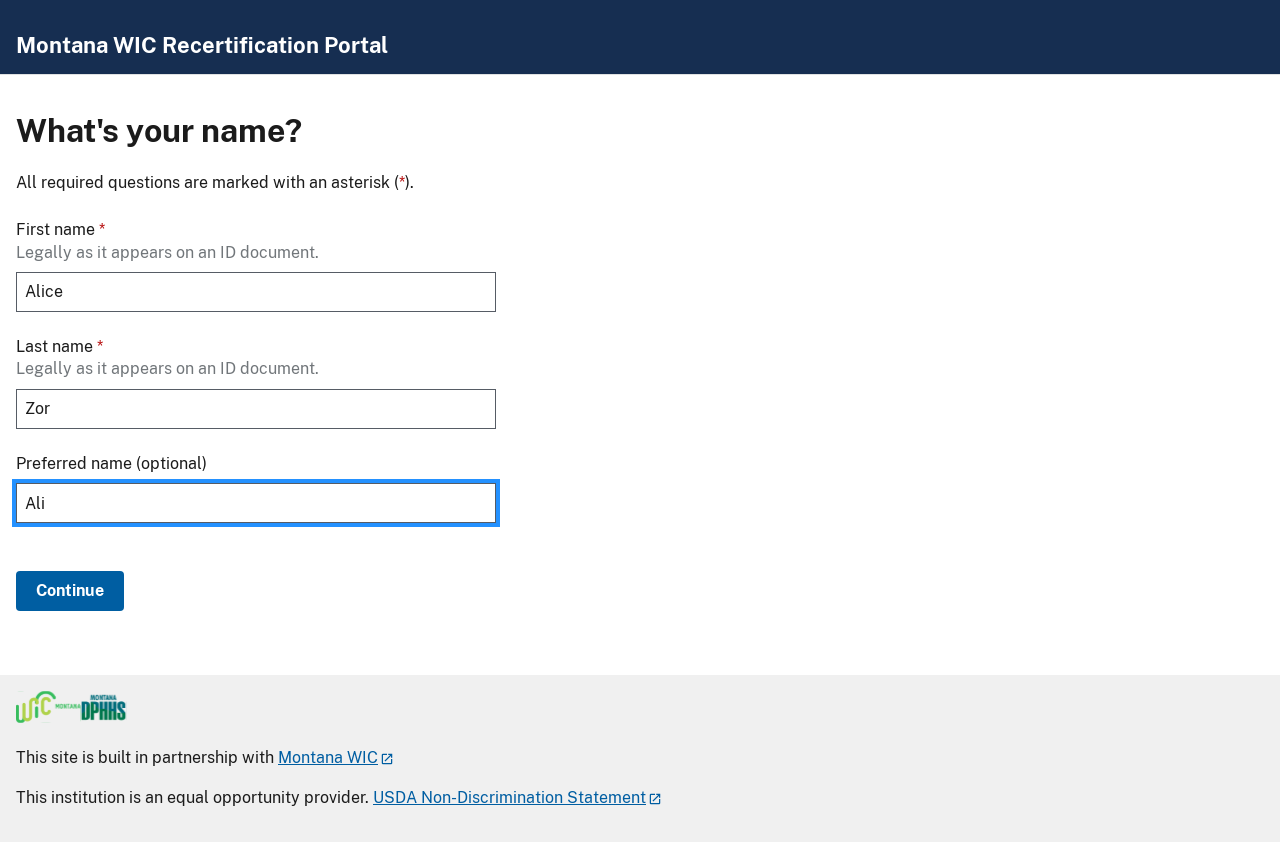 Montana WIC Recertification Portal
What's your name?
All required questions are marked with an asterisk (*).
First name *
Legally as it appears on an ID document.
Alice
Last name *
Legally as it appears on an ID document.
Zor
Preferred name (optional)
Ali
Continue
WIC MONTANA MONTANA DPHHS
This site is built in partnership with Montana WIC
This institution is an equal opportunity provider. USDA Non-Discrimination Statement